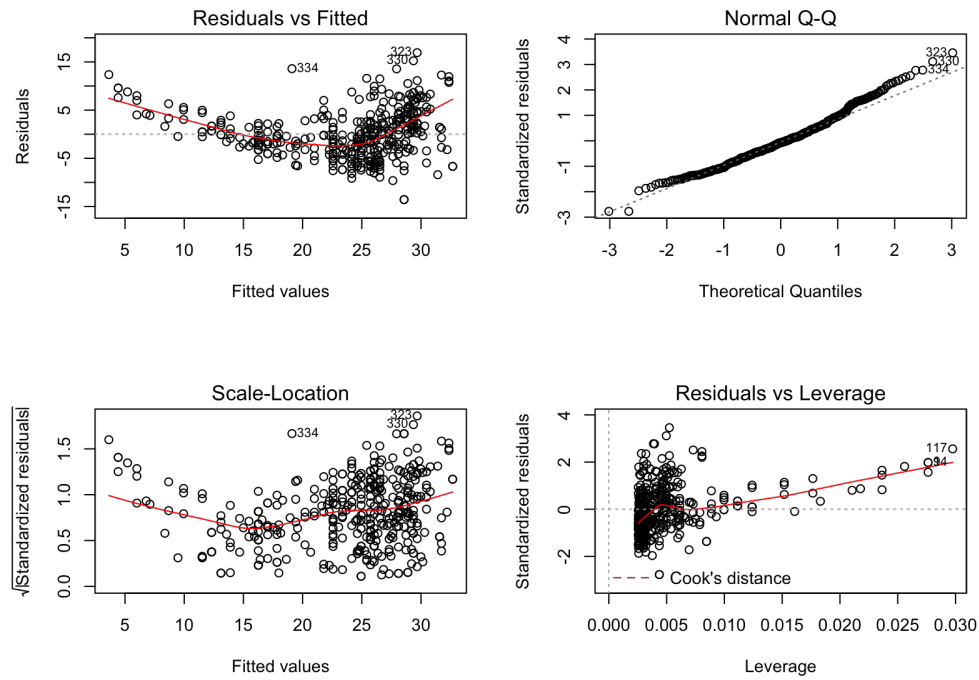 Residuals vs Fitted
Residuals
15
5
-5
-15
323
330
334
5 10 15 20 25 30
Fitted values
Normal Q-Q
Standardized residuals
4
3
1
-1
-3
323
330
334
-3 -2 -1 0 1 2 3
Theoretical Quantiles
Scale-Location
√|Standardized residuals|
1.5
1.0
0.5
0.0
323
330
334
5 10 15 20 25 30
Fitted values
Residuals vs Leverage
Standardized residuals
4
2
0
-2
117
94
Cook's distance
0.000 0.005 0.010 0.015 0.020 0.025 0.030
Leverage